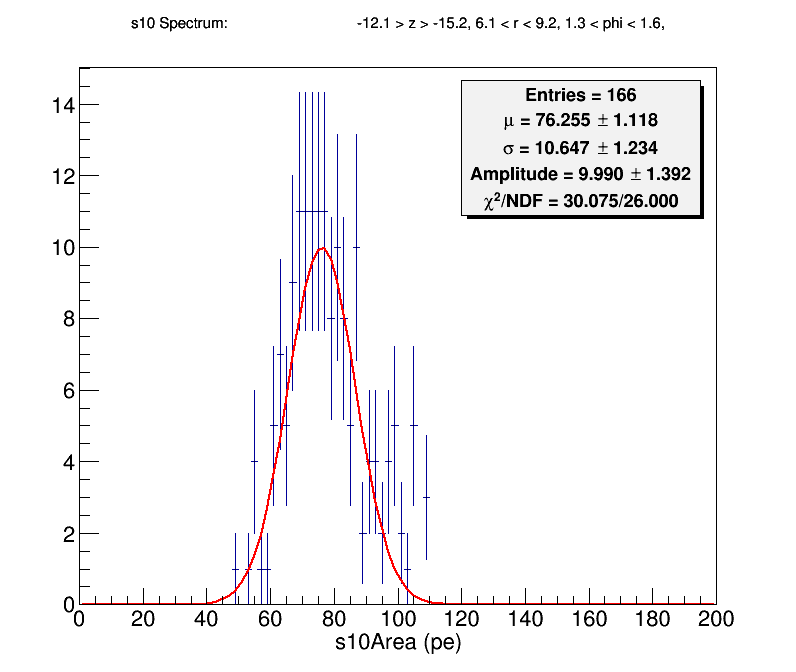 s10 Spectrum: -12.1 > z > -15.2, 6.1 < r < 9.2, 1.3 < phi < 1.6,
Entries = 166
μ = 76.255 ± 1.118
σ = 10.647 ± 1.234
Amplitude = 9.990 ± 1.392
χ²/NDF = 30.075/26.000
14
12
10
8
6
4
2
0
0 20 40 60 80 100 120 140 160 180 200
s10Area (pe)